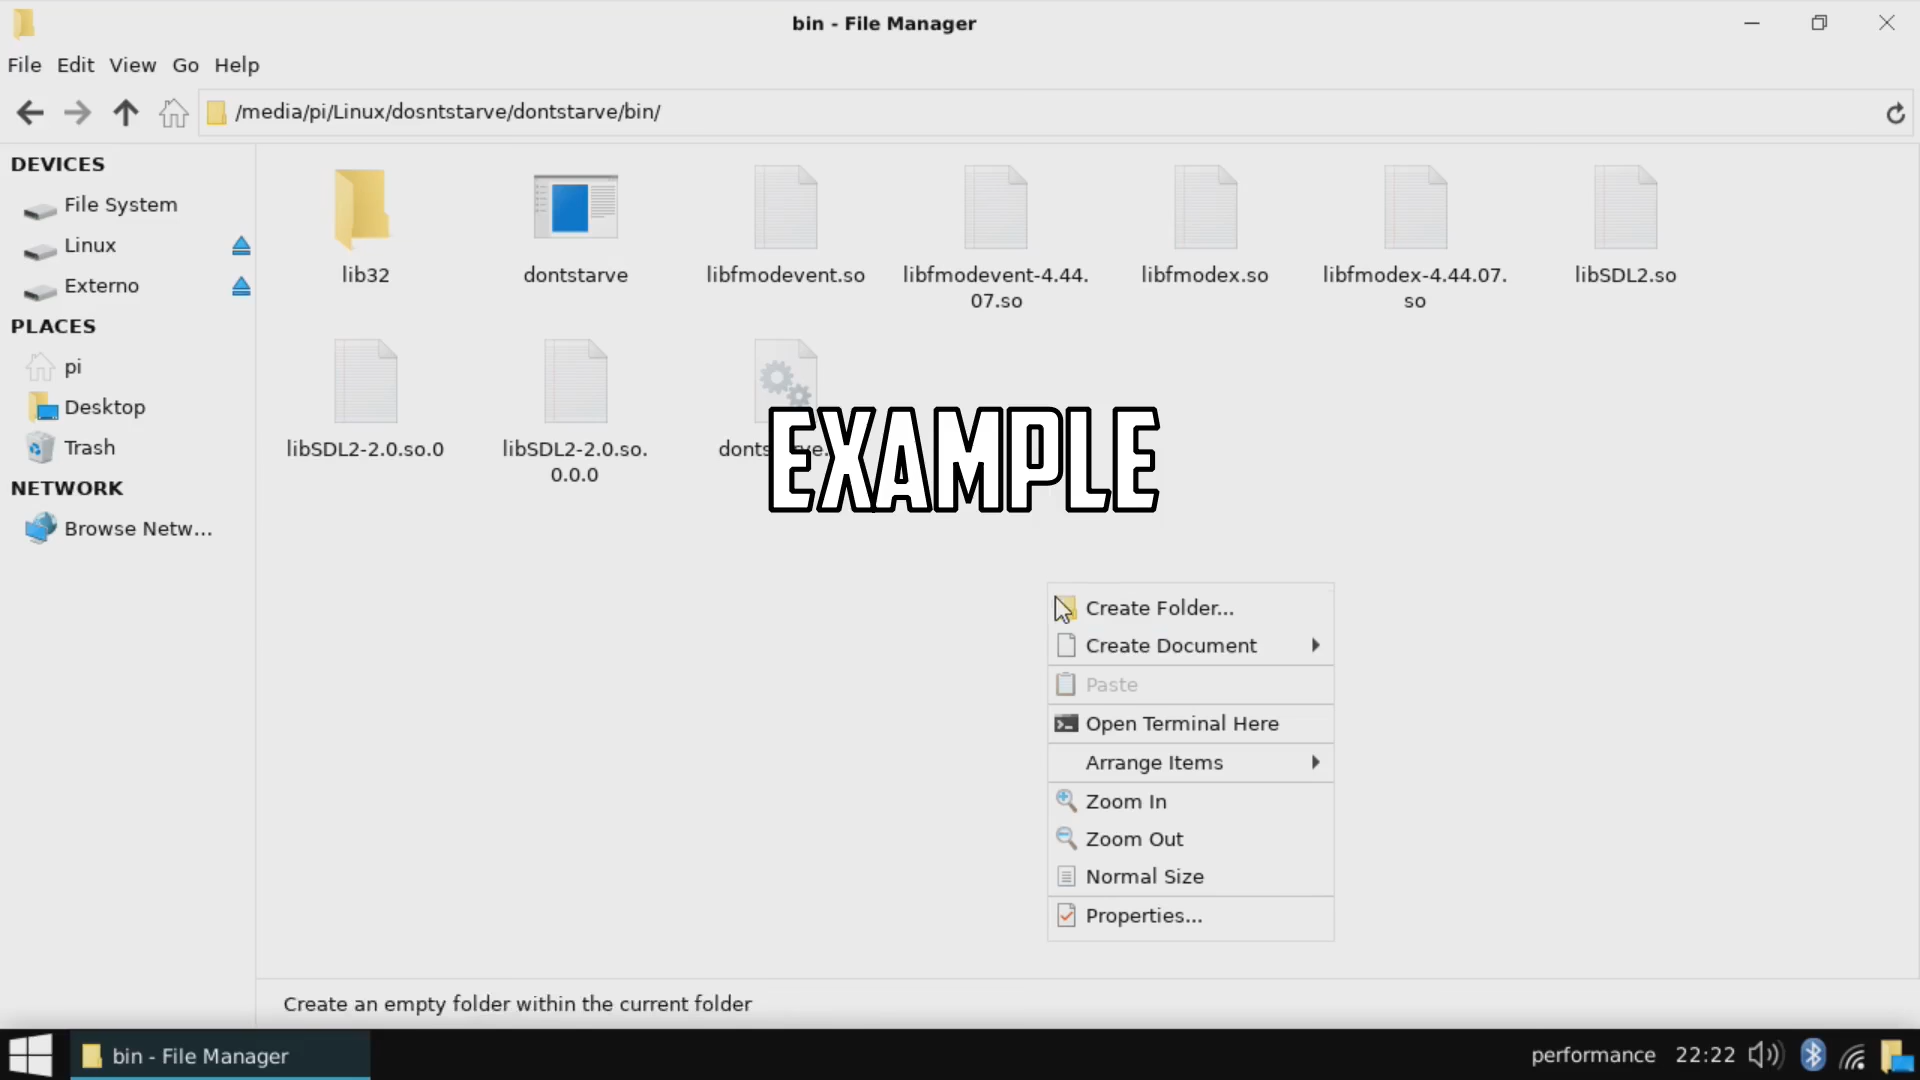 bin - File Manager
File Edit View Go Help
/media/pi/Linux/dosntstarve/dontstarve/bin/
DEVICES
File System
Linux
Externo
PLACES
pi
Desktop
Trash
NETWORK
Browse Netw...
lib32
dontstarve
libfmodevent.so
libfmodevent-4.44.
07.so
libfmodex.so
libfmodex-4.44.07.
so
libSDL2.so
libSDL2-2.0.so.0
libSDL2-2.0.so.
0.0.0
EXAMPLE
Create Folder...
Create Document
Paste
Open Terminal Here
Arrange Items
Zoom In
Zoom Out
Normal Size
Properties...
Create an empty folder within the current folder
bin - File Manager
performance 22:22